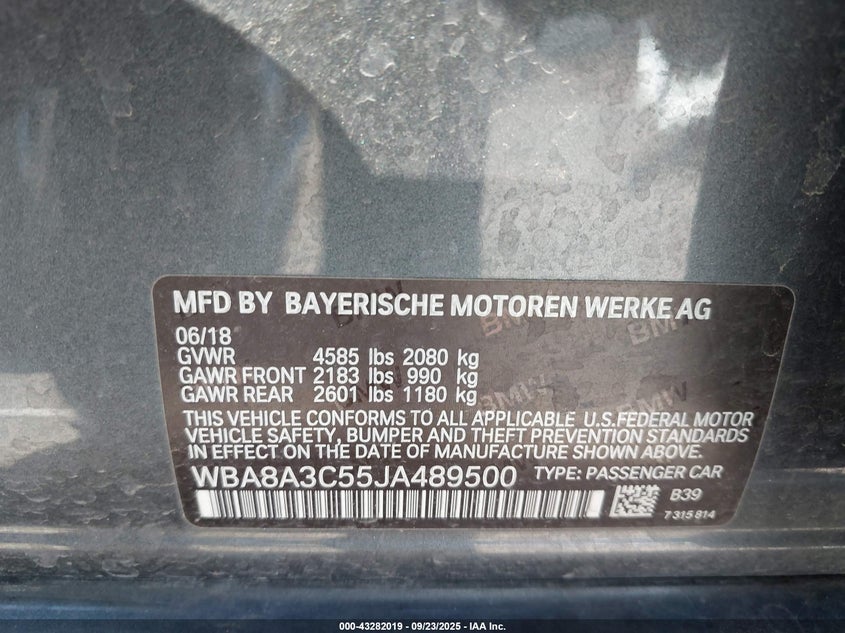 MFD BY BAYERISCHE MOTOREN WERKE AG
06/18
GVWR 4585 lbs 2080 kg
GAWR FRONT 2183 lbs 990 kg
GAWR REAR 2601 lbs 1180 kg
THIS VEHICLE CONFORMS TO ALL APPLICABLE U.S.FEDERAL MOTOR
VEHICLE SAFETY, BUMPER AND THEFT PREVENTION STANDARDS
IN EFFECT ON THE DATE OF MANUFACTURE SHOWN ABOVE.
WBA8A3C55JA489500 TYPE: PASSENGER CAR
B39
7 315 814
BMW
BMW
BMW
000-43282019 - 09/23/2025 - IAA Inc.